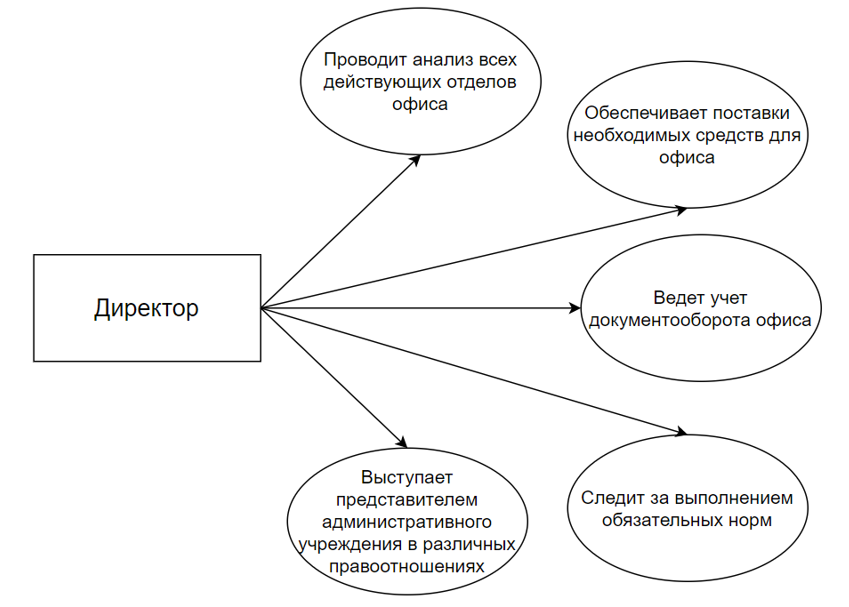 Проводит анализ всех
действующих отделов
офиса
Обеспечивает поставки
необходимых средств для
офиса
Директор
Ведет учет
документооборота офиса
Следит за выполнением
обязательных норм
Выступает
представителем
административного
учреждения в различных
правоотношениях